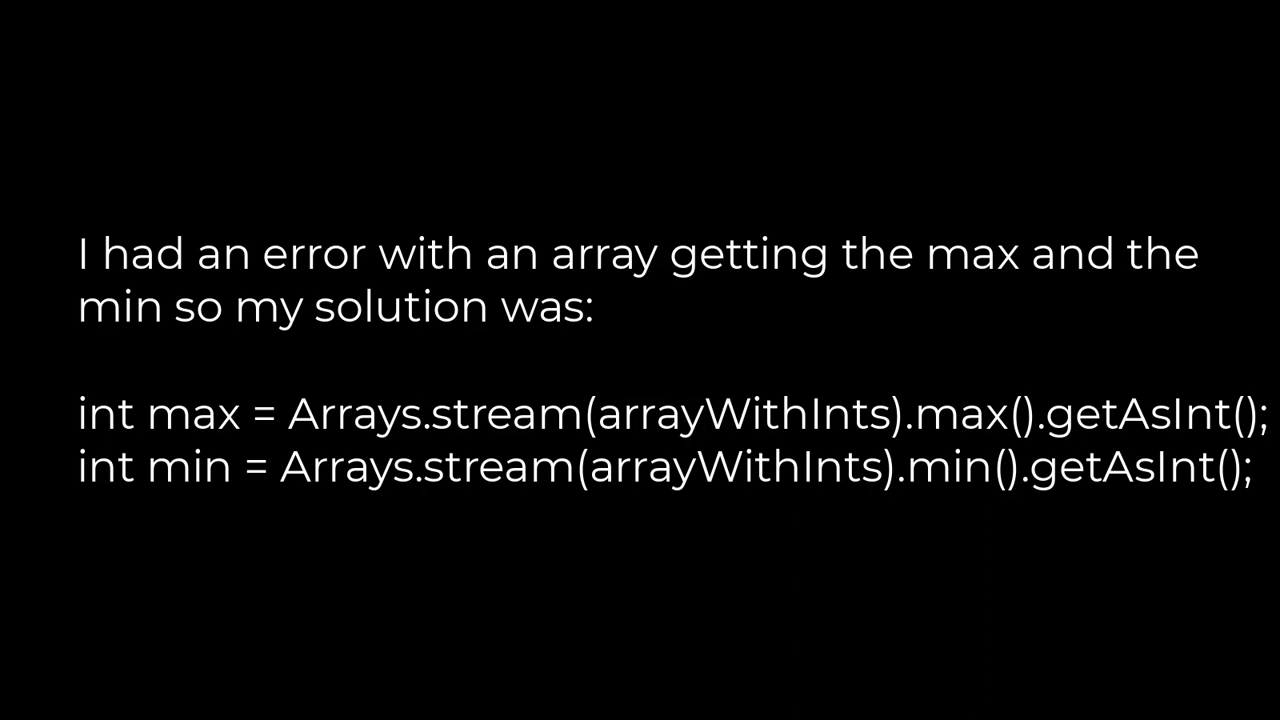 I had an error with an array getting the max and the
min so my solution was:
int max = Arrays.stream(arrayWithInts).max().getAsInt();
int min = Arrays.stream(arrayWithInts).min().getAsInt();